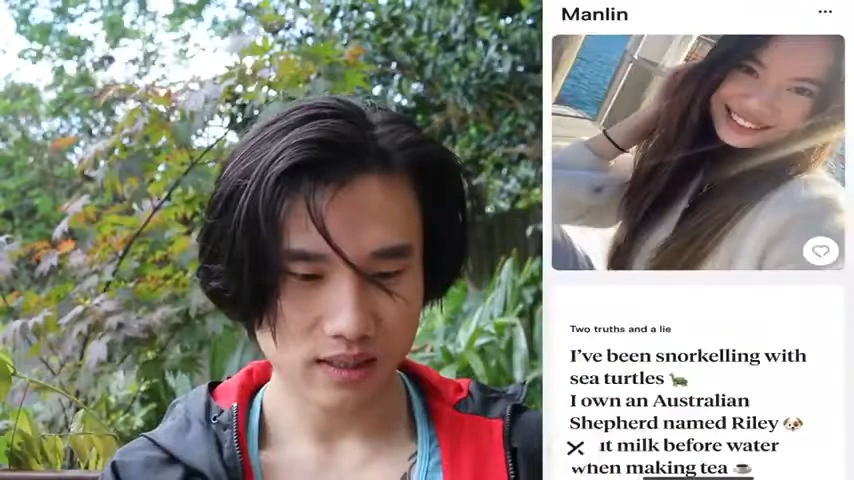 Manlin
Two truths and a lie
I've been snorkelling with
sea turtles 🐢
I own an Australian
Shepherd named Riley 🐶
milk before water
when making tea ☕